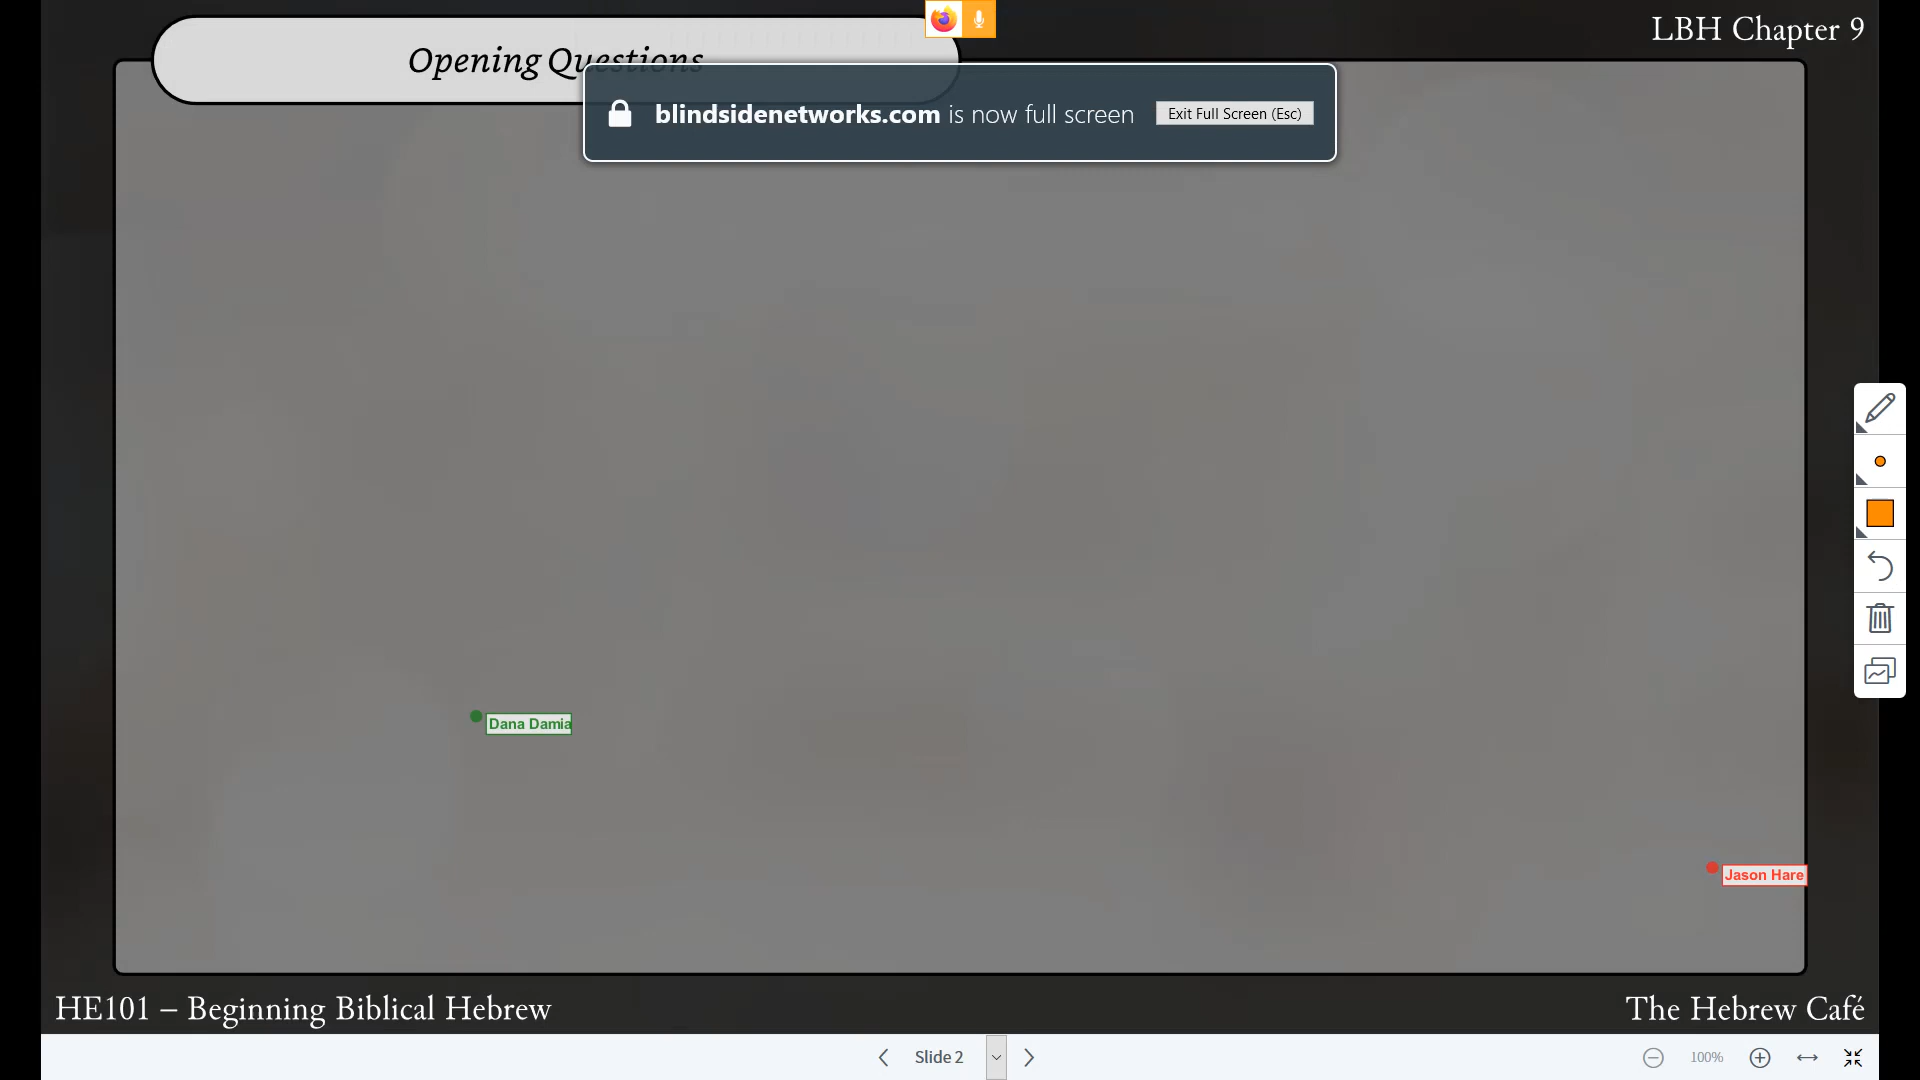 LBH Chapter 9
Opening Questions
blindsidenetworks.com is now full screen
Exit Full Screen (Esc)
Dana Damia
Jason Hare
HE101 – Beginning Biblical Hebrew
The Hebrew Café
Slide 2
100%